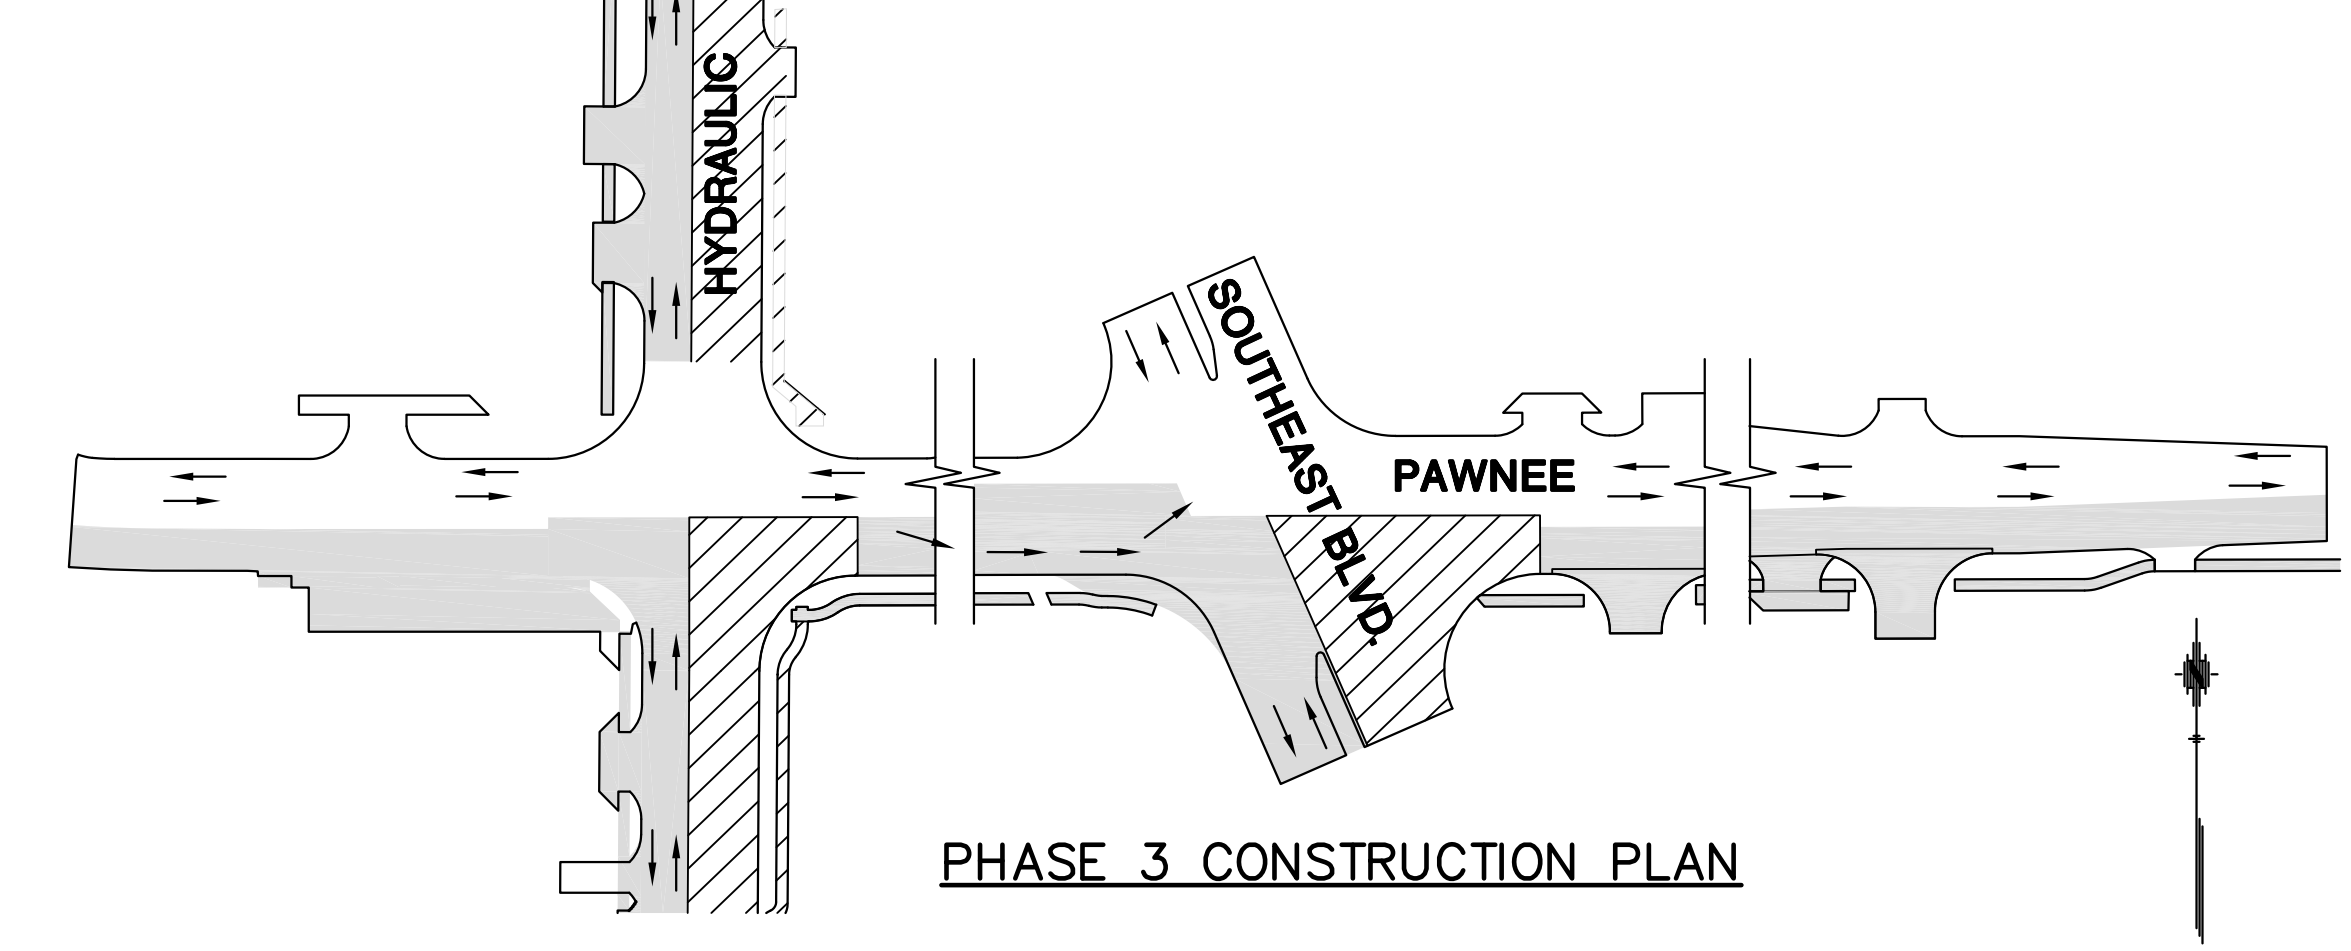 HYDRAULIC
SOUTHEAST BLVD.
PAWNEE
N
PHASE 3 CONSTRUCTION PLAN